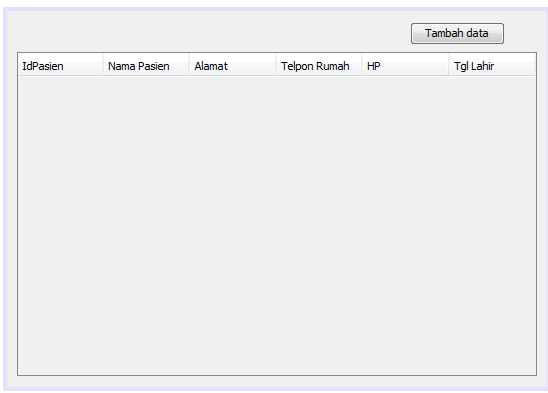 Tambah data
IdPasien Nama Pasien Alamat Telpon Rumah HP Tgl Lahir